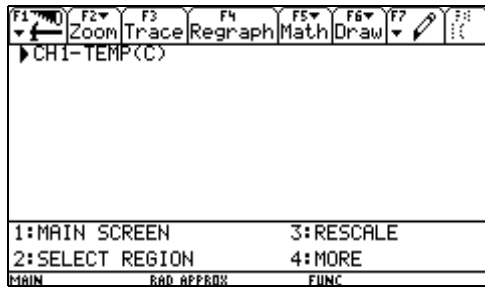 F1 F2 F3 F4 F5 F6 F7
Zoom Trace Regraph Math Draw
CH1-TEMP(C)
1:MAIN SCREEN 3:RESCALE
2:SELECT REGION 4:MORE
MAIN RAD APPROX FUNC